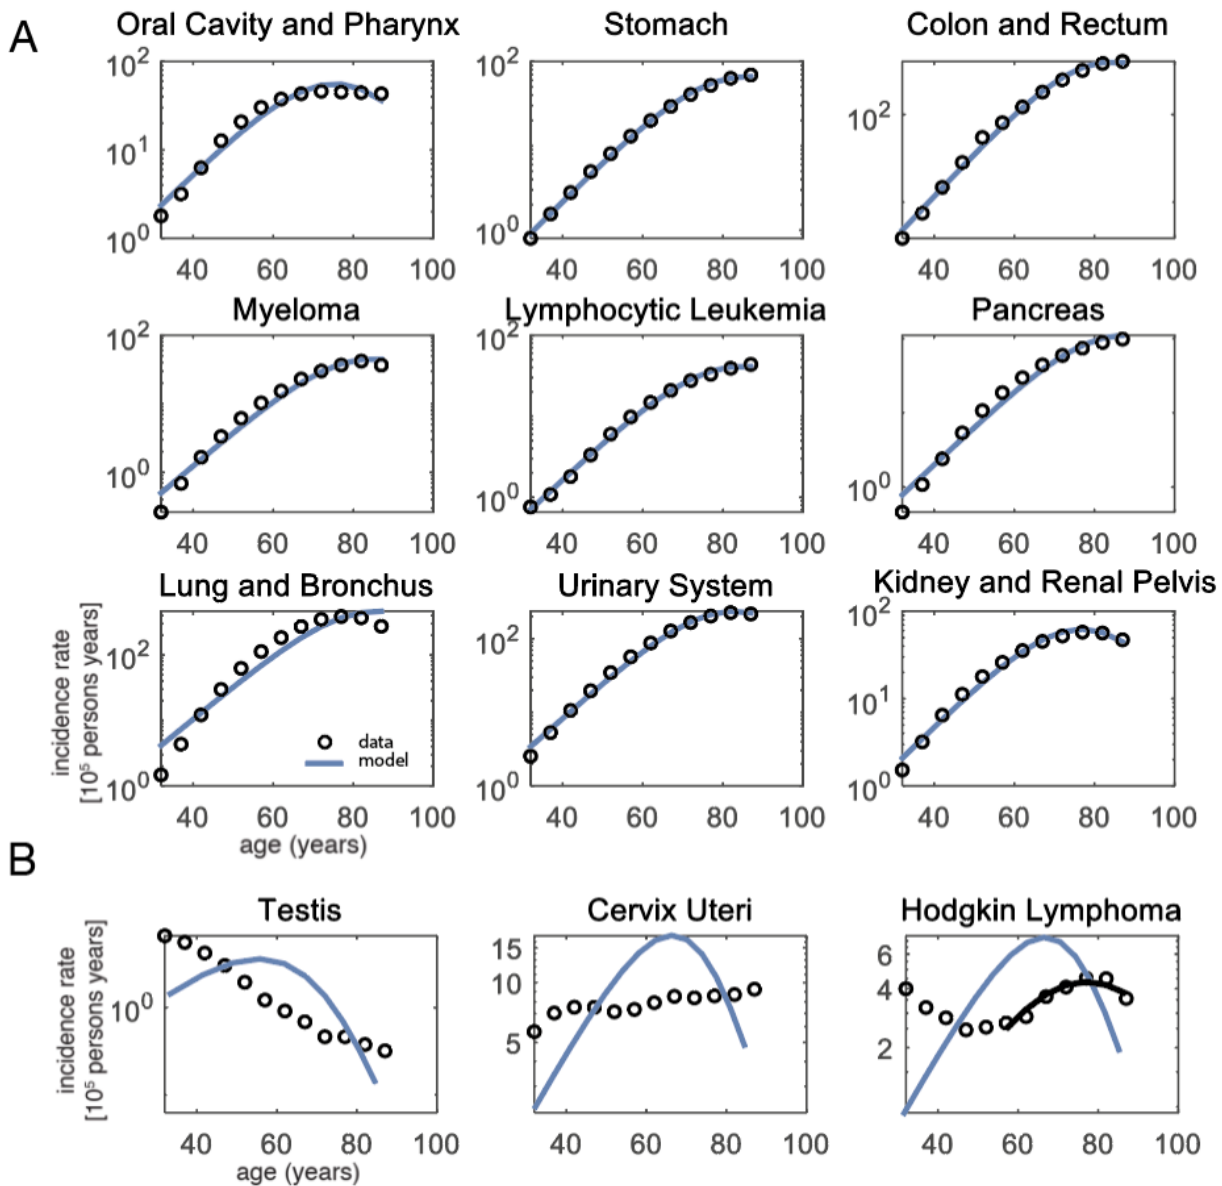 A
Oral Cavity and Pharynx
Stomach
Colon and Rectum
10²
10¹
10⁰
40 60 80 100
10²
10⁰
40 60 80 100
10²
40 60 80 100
Myeloma
Lymphocytic Leukemia
Pancreas
10²
10⁰
40 60 80 100
10²
10⁰
40 60 80 100
10⁰
40 60 80 100
Lung and Bronchus
Urinary System
Kidney and Renal Pelvis
incidence rate
[10⁵ persons years]
10²
10⁰
data
model
40 60 80 100
age (years)
10²
10⁰
40 60 80 100
10²
10¹
10⁰
40 60 80 100
B
Testis
Cervix Uteri
Hodgkin Lymphoma
incidence rate
[10⁵ persons years]
10⁰
40 60 80 100
age (years)
15
10
5
40 60 80 100
6
4
2
40 60 80 100